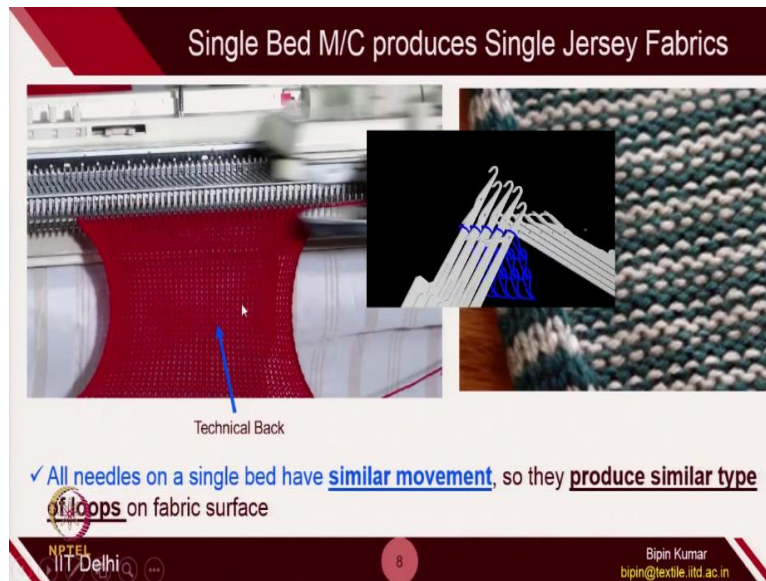 Single Bed M/C produces Single Jersey Fabrics
Technical Back
✓ All needles on a single bed have similar movement, so they produce similar type
of loops on fabric surface
NPTEL
IIT Delhi
8
Bipin Kumar
bipin@textile.iitd.ac.in